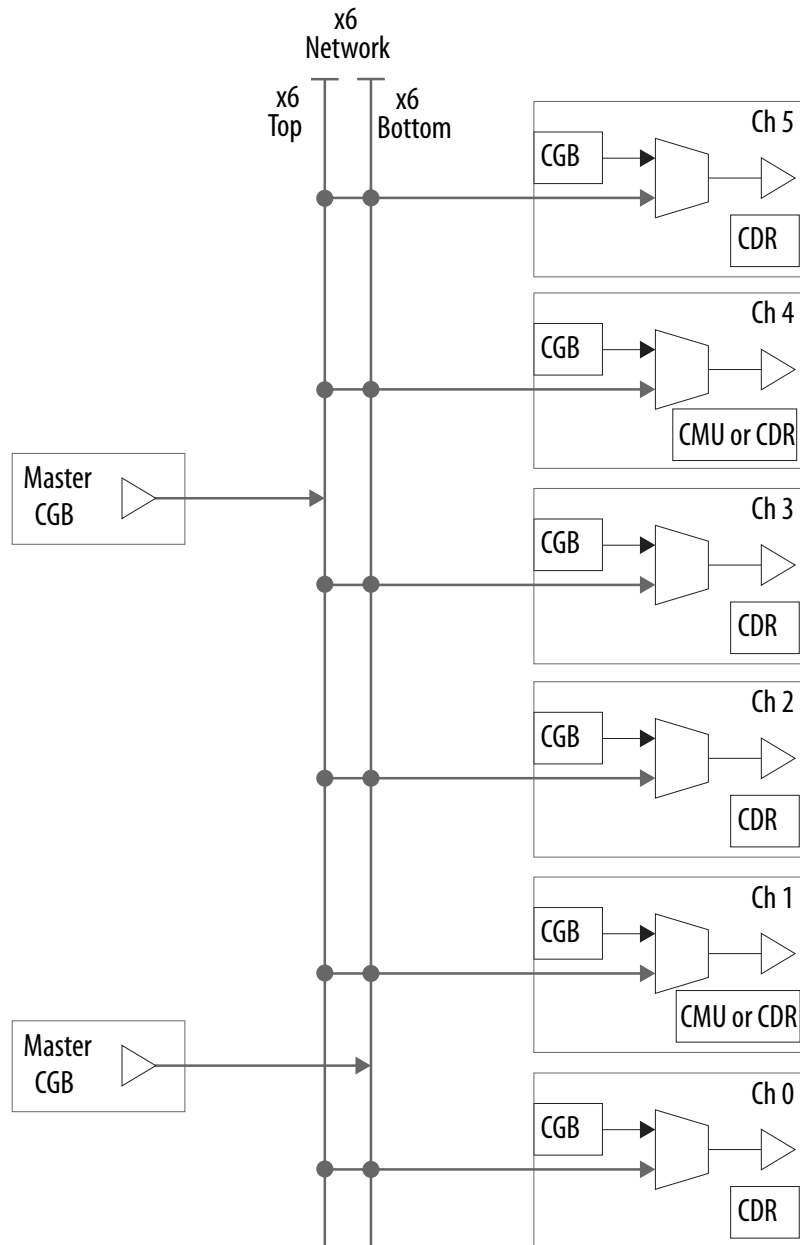 x6
Network
x6
Top
x6
Bottom
Ch 5
CGB
CDR
Ch 4
CGB
CMU or CDR
Master
CGB
Ch 3
CGB
CDR
Ch 2
CGB
CDR
Ch 1
CGB
CMU or CDR
Master
CGB
Ch 0
CGB
CDR